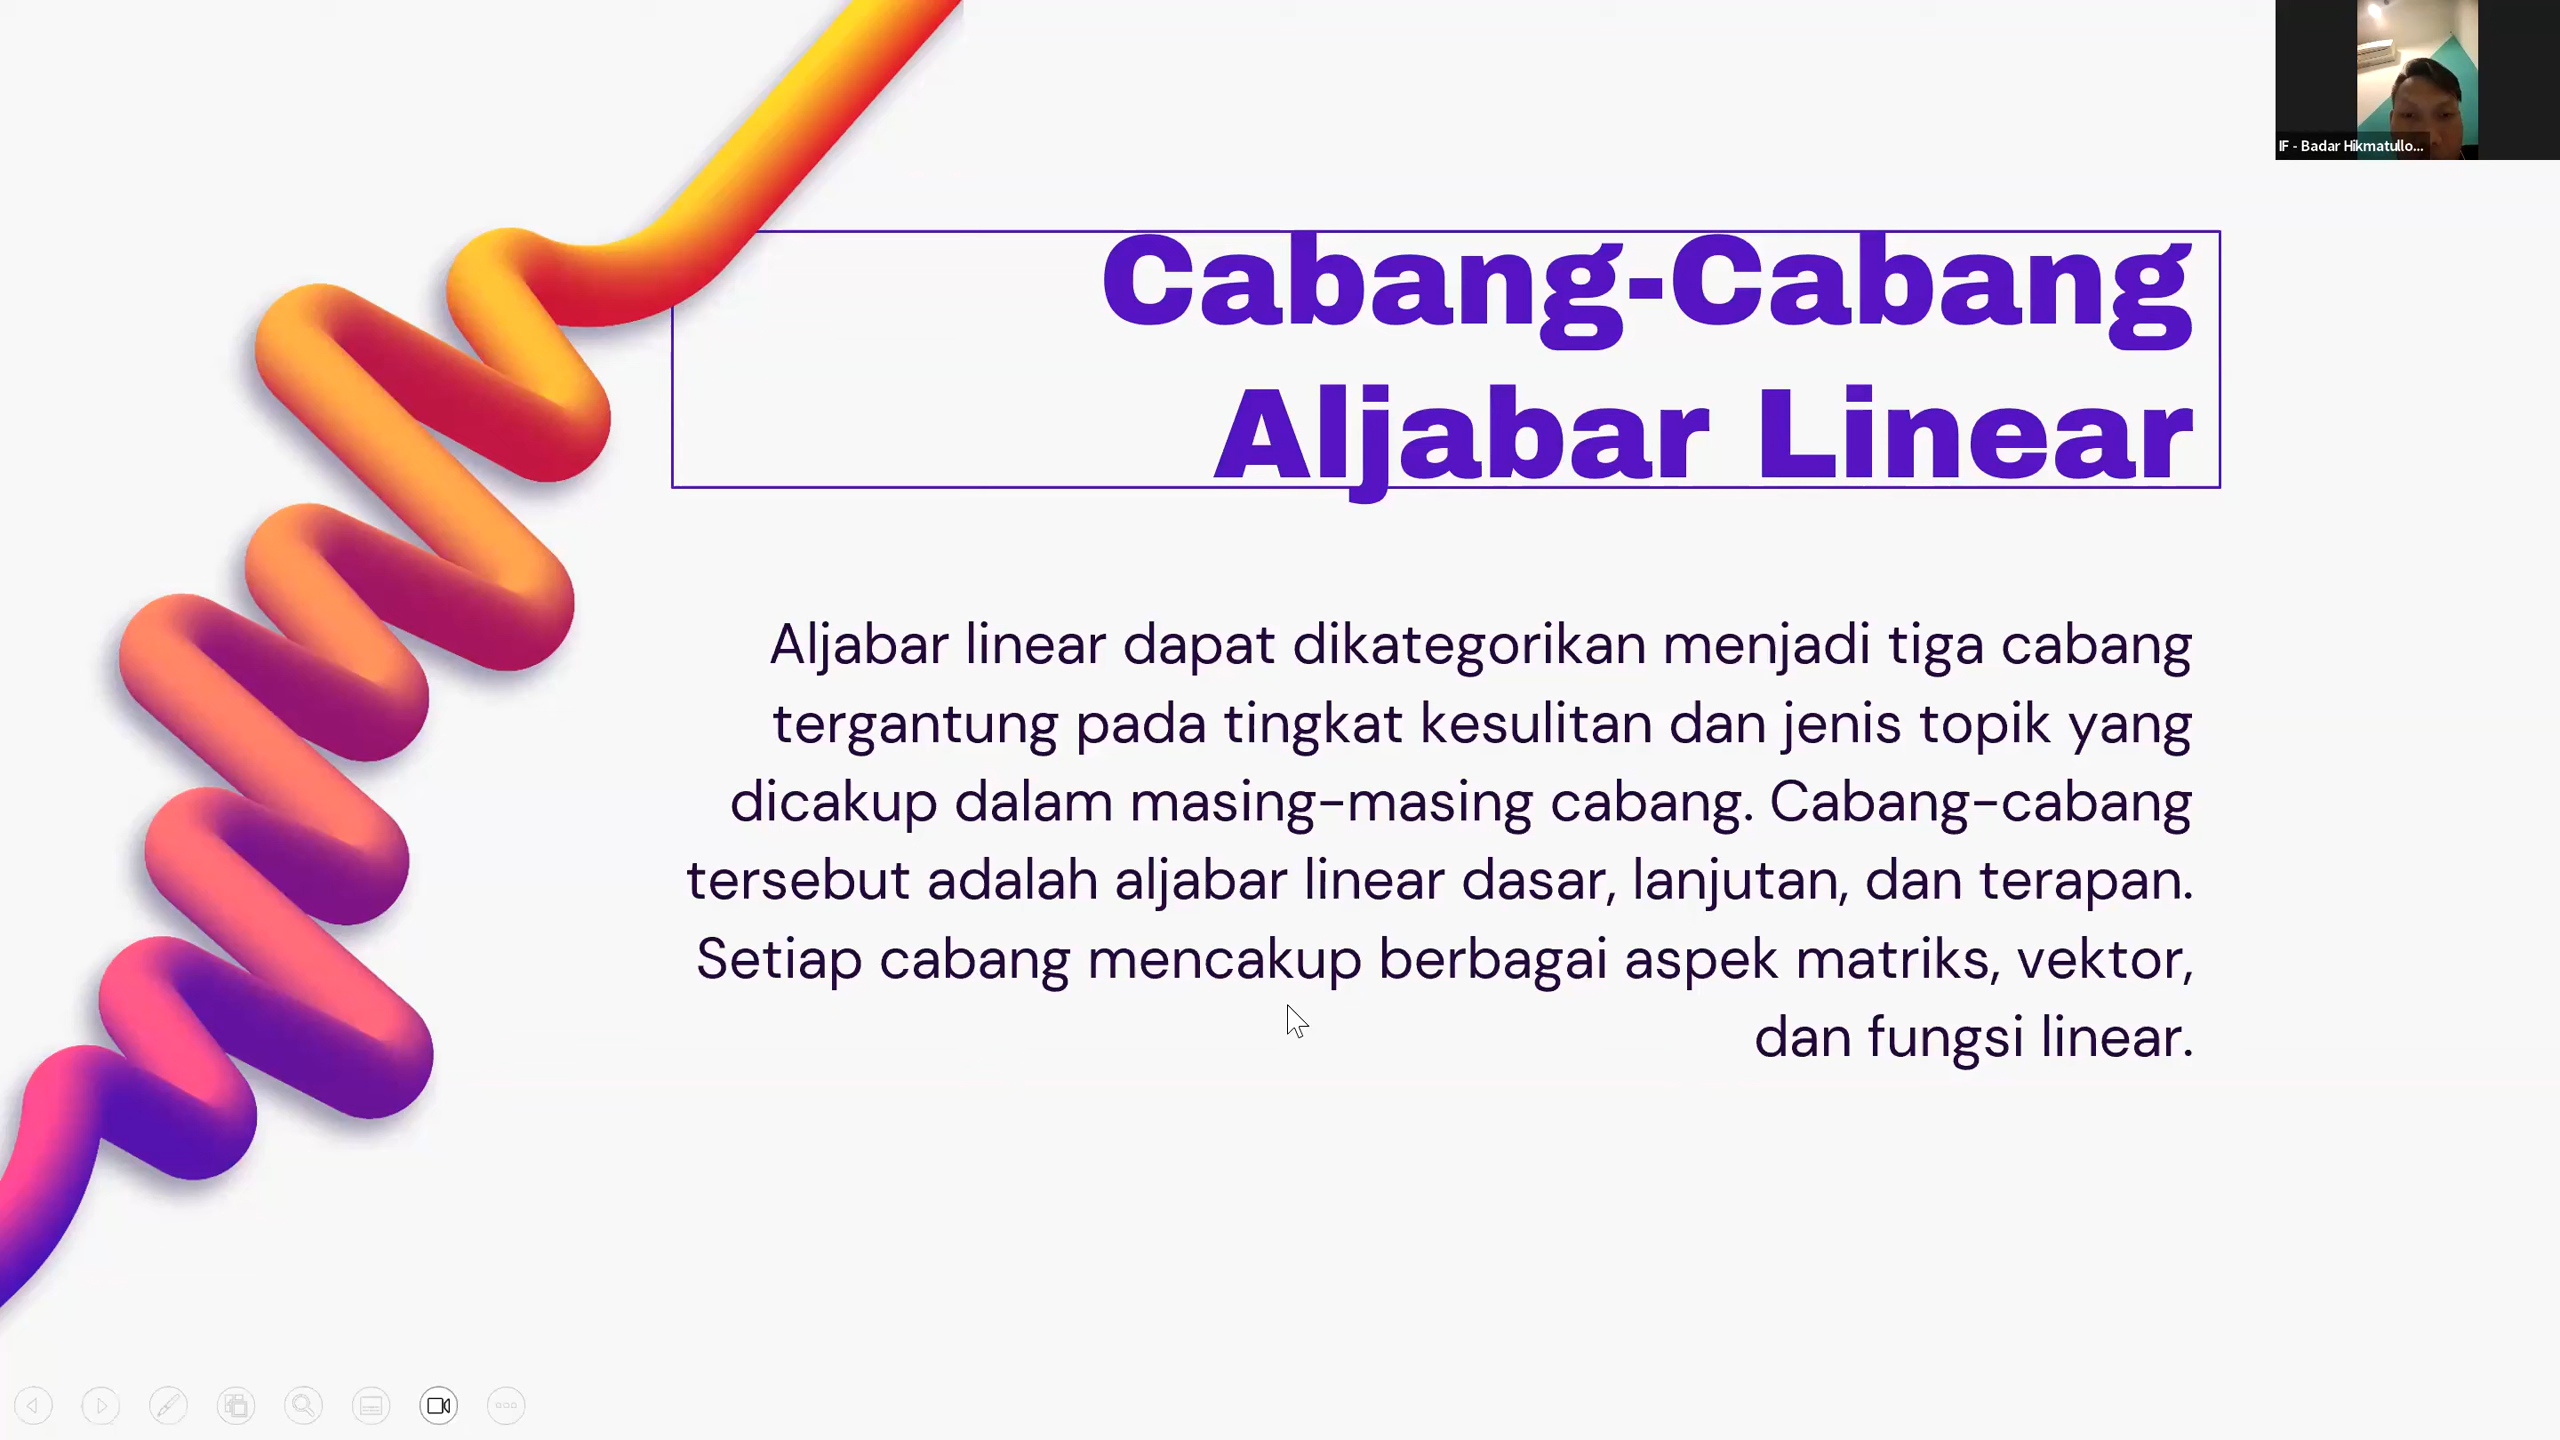 IF - Badar Hikmatullo...
Cabang-Cabang
Aljabar Linear
Aljabar linear dapat dikategorikan menjadi tiga cabang
tergantung pada tingkat kesulitan dan jenis topik yang
dicakup dalam masing-masing cabang. Cabang-cabang
tersebut adalah aljabar linear dasar, lanjutan, dan terapan.
Setiap cabang mencakup berbagai aspek matriks, vektor,
dan fungsi linear.